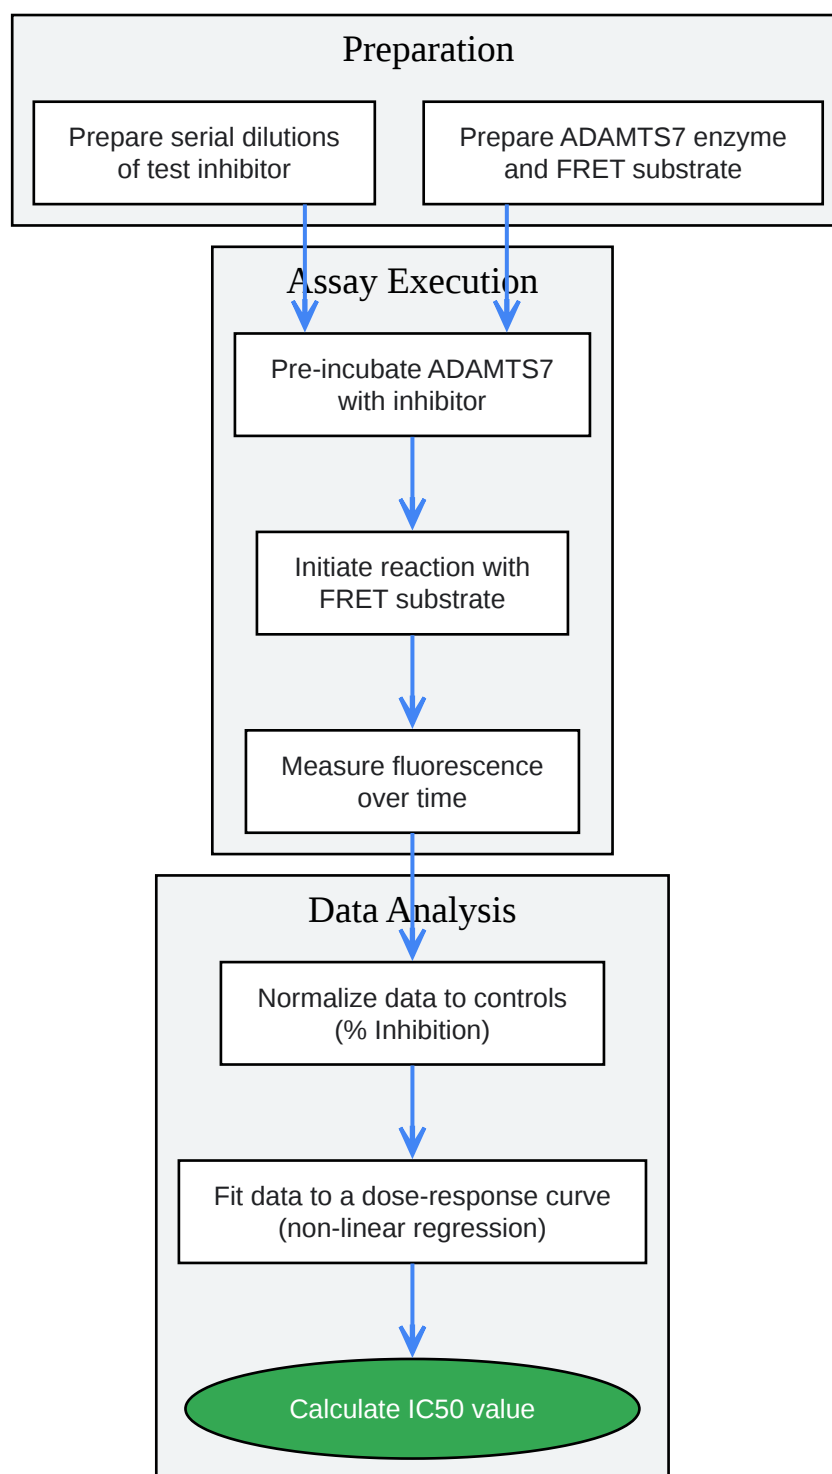 Preparation
Prepare serial dilutions
of test inhibitor
Prepare ADAMTS7 enzyme
and FRET substrate
Assay Execution
Pre-incubate ADAMTS7
with inhibitor
Initiate reaction with
FRET substrate
Measure fluorescence
over time
Data Analysis
Normalize data to controls
(% Inhibition)
Fit data to a dose-response curve
(non-linear regression)
Calculate IC50 value